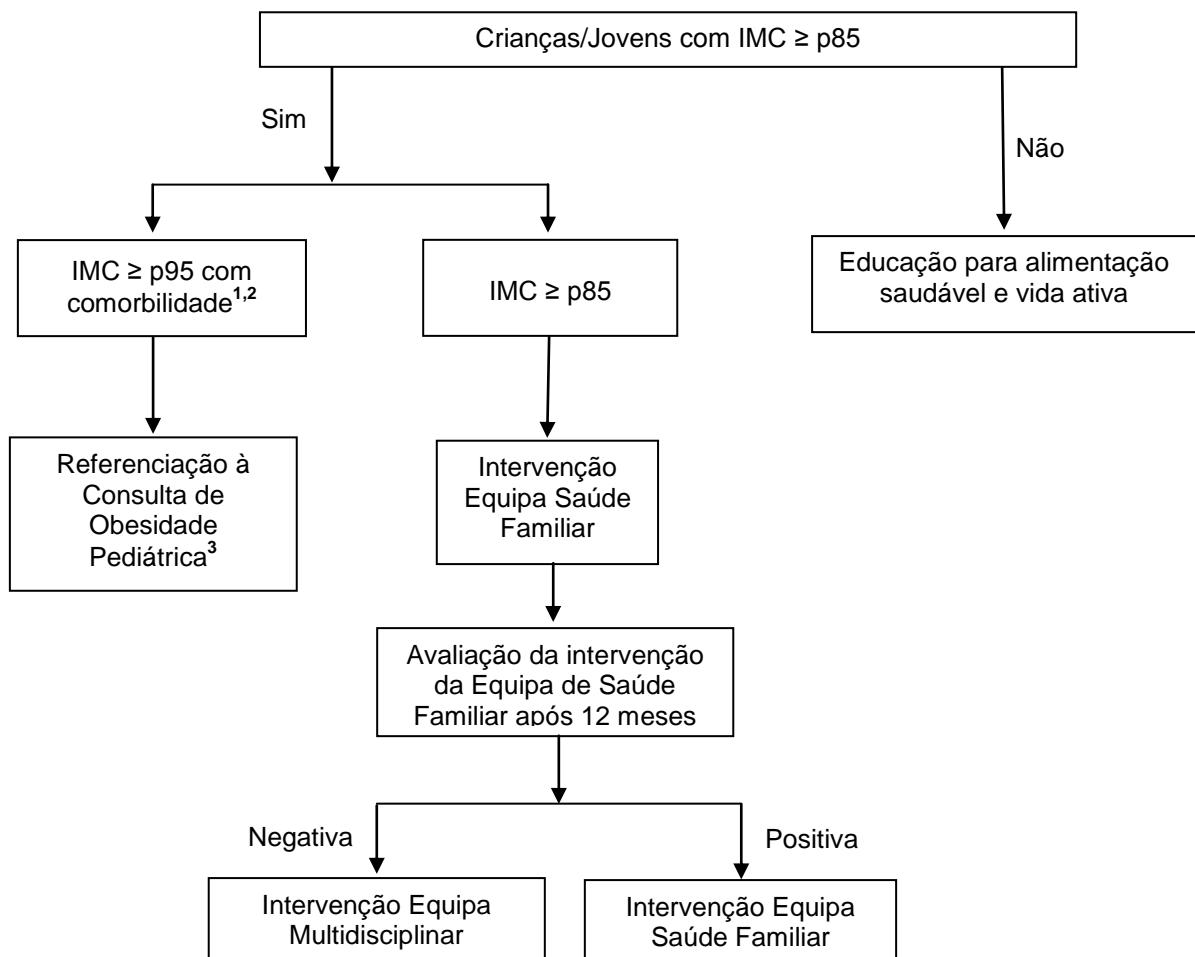 Crianças/Jovens com IMC ≥ p85
Sim
Não
IMC ≥ p95 com
comorbilidade1,2
IMC ≥ p85
Educação para alimentação
saudável e vida ativa
Referenciação à
Consulta de
Obesidade
Pediátrica3
Intervenção
Equipa Saúde
Familiar
Avaliação da intervenção
da Equipa de Saúde
Familiar após 12 meses
Negativa
Positiva
Intervenção Equipa
Multidisciplinar
Intervenção Equipa
Saúde Familiar